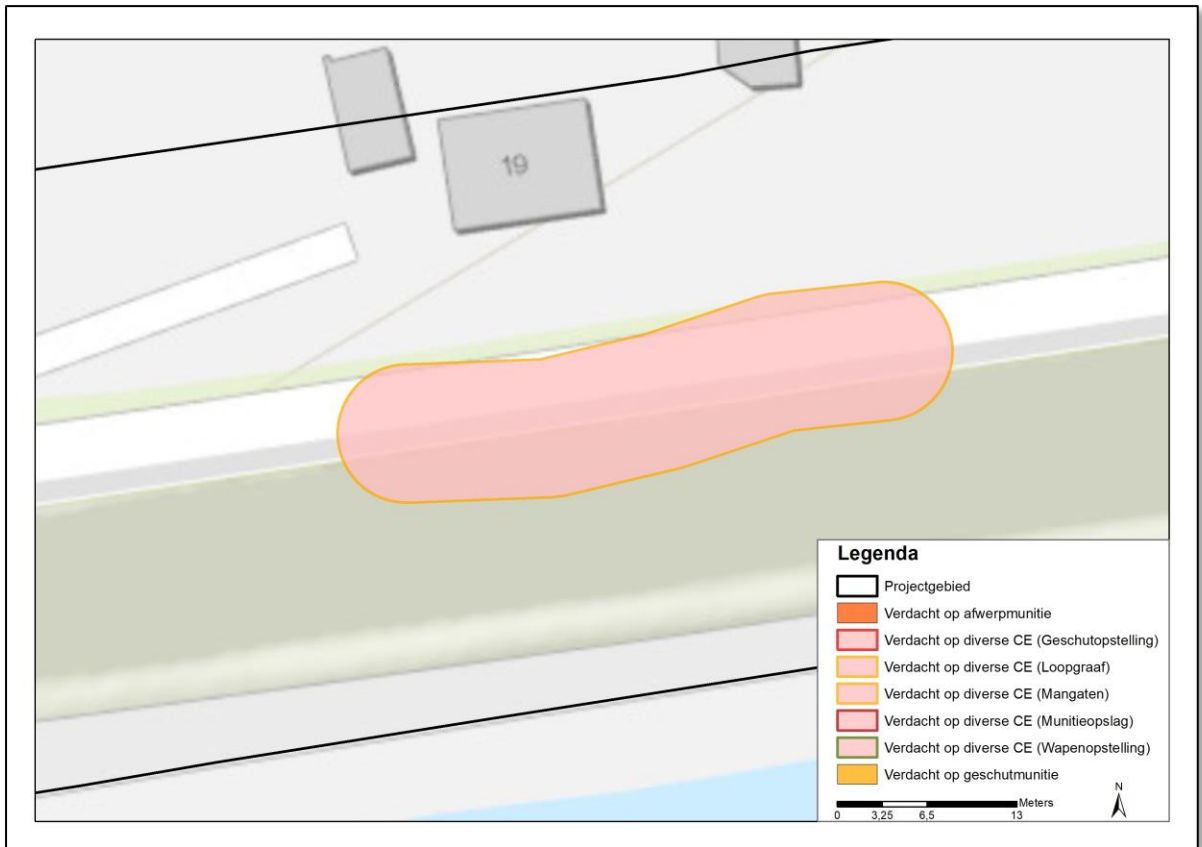 19
Legenda
Projectgebied
Verdacht op afwerpmunitie
Verdacht op diverse CE (Geschutopstelling)
Verdacht op diverse CE (Loopgraaf)
Verdacht op diverse CE (Mangaten)
Verdacht op diverse CE (Munitieopslag)
Verdacht op diverse CE (Wapenopstelling)
Verdacht op geschutmunitie
Meters
N
0 3,25 6,5 13